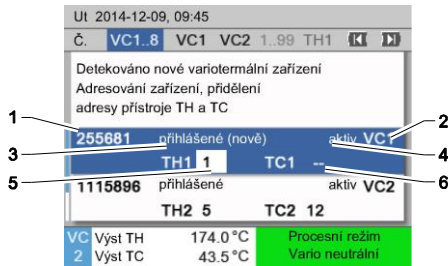 Ut 2014-12-09, 09:45
Č. VC1..8 VC1 VC2 1..99 TH1
Detekováno nové variotermální zařízení
Adresování zařízení, přidělení
adresy přístroje TH a TC
1 255681 přihlášené (nově) aktiv VC1 2
3 4
TH1 1 TC1 --
5 6
1115896 přihlášené aktiv VC2
TH2 5 TC2 12
VC Výst TH 174.0 °C Procesní režim
2 Výst TC 43.5 °C Vario neutrální